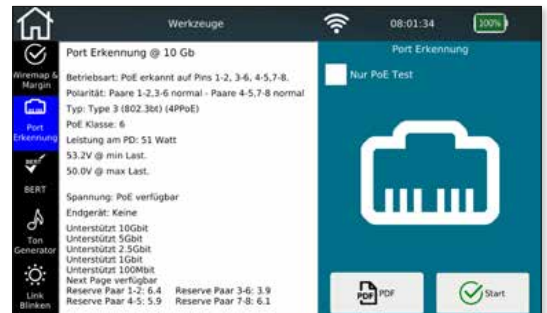 Werkzeuge
08:01:34
100%
Wiremap &
Margin
Port
Erkennung
BERT
BERT
Ton
Generator
Link
Blinken
Port Erkennung @ 10 Gb
Betriebsart: PoE erkannt auf Pins 1-2, 3-6, 4-5,7-8.
Polarität: Paare 1-2,3-6 normal - Paare 4-5,7-8 normal
Typ: Type 3 (802.3bt) (4PPoE)
PoE Klasse: 6
Leistung am PD: 51 Watt
53.2V @ min Last.
50.0V @ max Last.
Spannung: PoE verfügbar
Endgerät: Keine
Unterstützt 10Gbit
Unterstützt 5Gbit
Unterstützt 2.5Gbit
Unterstützt 1Gbit
Unterstützt 100Mbit
Next Page verfügbar
Reserve Paar 1-2: 6.4 Reserve Paar 3-6: 3.9
Reserve Paar 4-5: 5.9 Reserve Paar 7-8: 6.1
Port Erkennung
Nur PoE Test
PDF PDF
Start